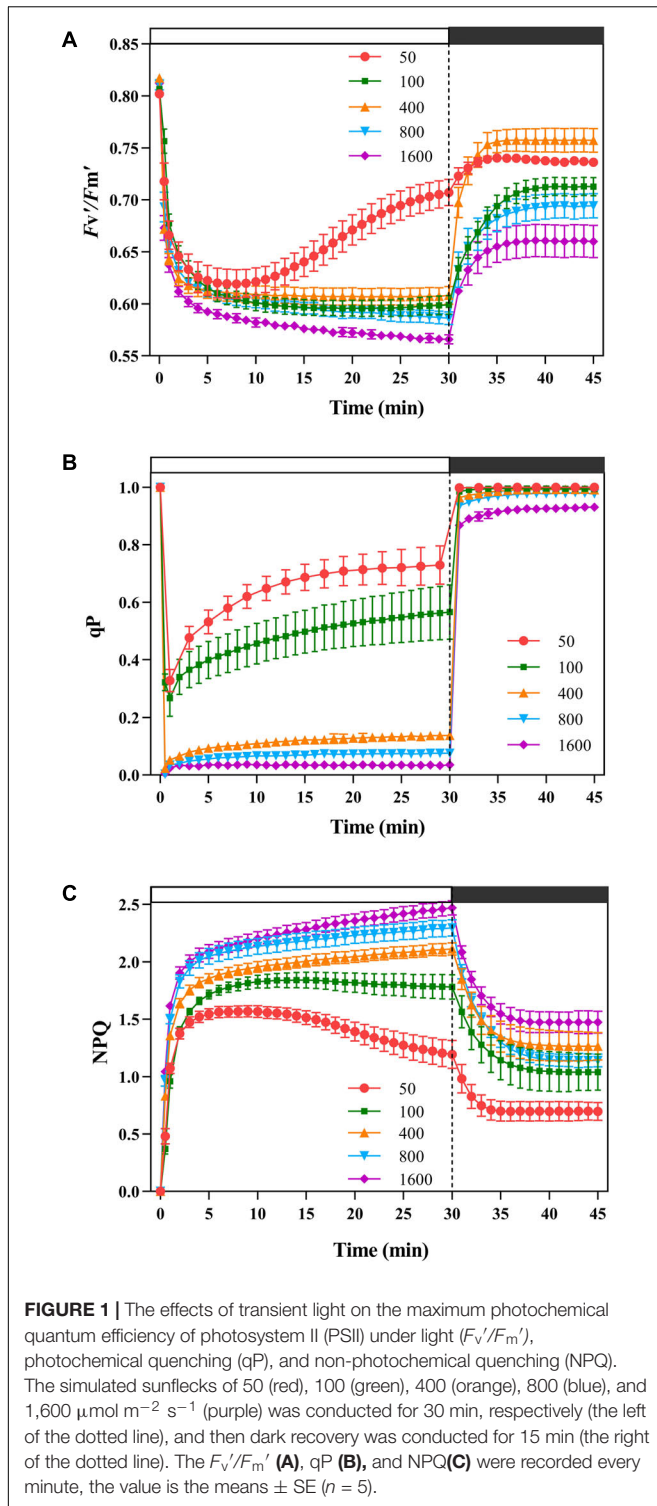 A
0.85
0.80
0.75
0.70
0.65
0.60
0.55
Fv′/Fm′
50
100
400
800
1600
0 5 10 15 20 25 30 35 40 45
Time (min)
B
1.0
0.8
0.6
0.4
0.2
0.0
qP
50
100
400
800
1600
0 5 10 15 20 25 30 35 40 45
Time (min)
C
2.5
2.0
1.5
1.0
0.5
0.0
NPQ
50
100
400
800
1600
0 5 10 15 20 25 30 35 40 45
Time (min)
FIGURE 1 | The effects of transient light on the maximum photochemical
quantum efficiency of photosystem II (PSII) under light (Fv′/Fm′),
photochemical quenching (qP), and non-photochemical quenching (NPQ).
The simulated sunflecks of 50 (red), 100 (green), 400 (orange), 800 (blue), and
1,600 μmol m−2 s−1 (purple) was conducted for 30 min, respectively (the left
of the dotted line), and then dark recovery was conducted for 15 min (the right
of the dotted line). The Fv′/Fm′ (A), qP (B), and NPQ(C) were recorded every
minute, the value is the means ± SE (n = 5).